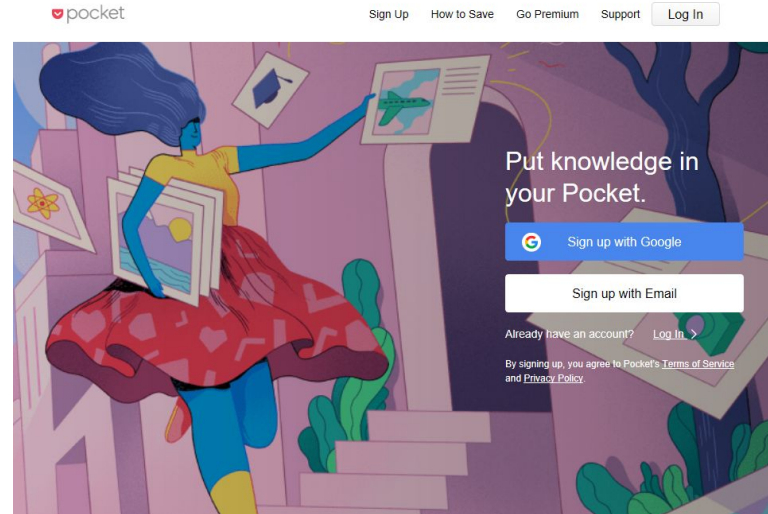 pocket
Sign Up How to Save Go Premium Support Log In
Put knowledge in
your Pocket.
Sign up with Google
Sign up with Email
Already have an account? Log In
By signing up, you agree to Pocket's Terms of Service
and Privacy Policy.